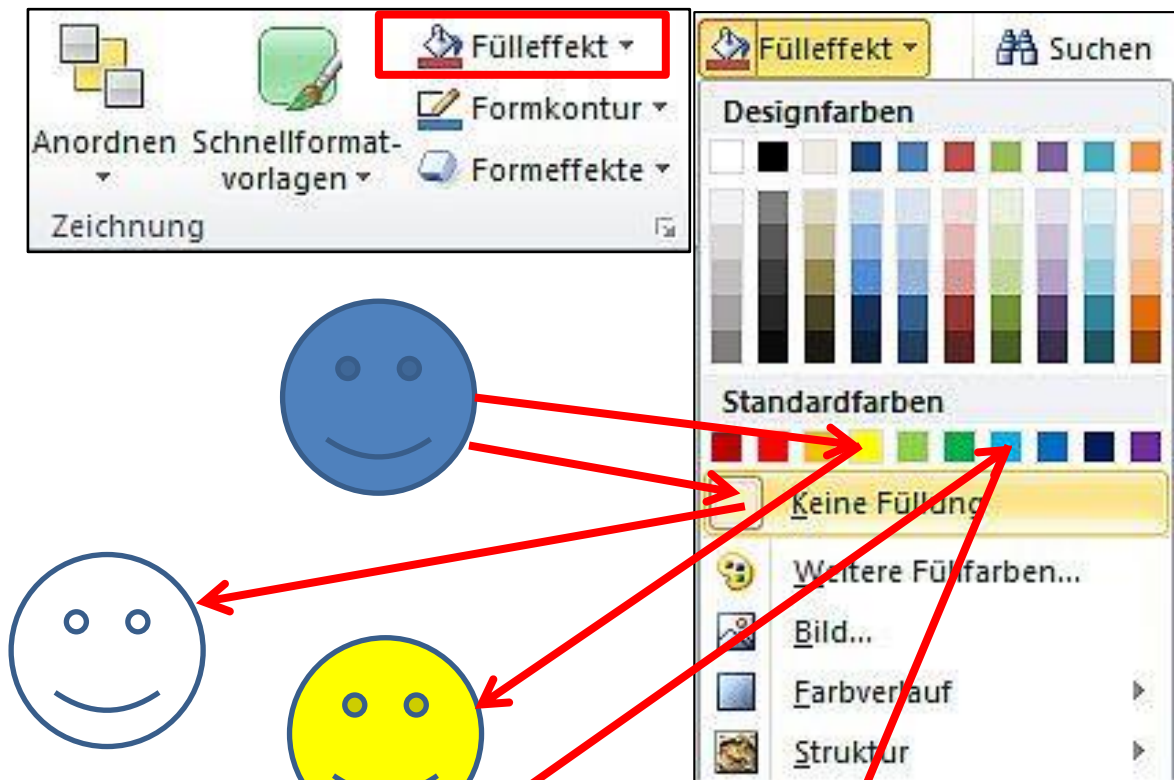 Fülleffekt
Formkontur
Formeffekte
Anordnen
Schnellformat-
vorlagen
Zeichnung
Fülleffekt
Suchen
Designfarben
Standardfarben
Keine Füllung
Weitere Füllfarben...
Bild...
Farbverlauf
Struktur